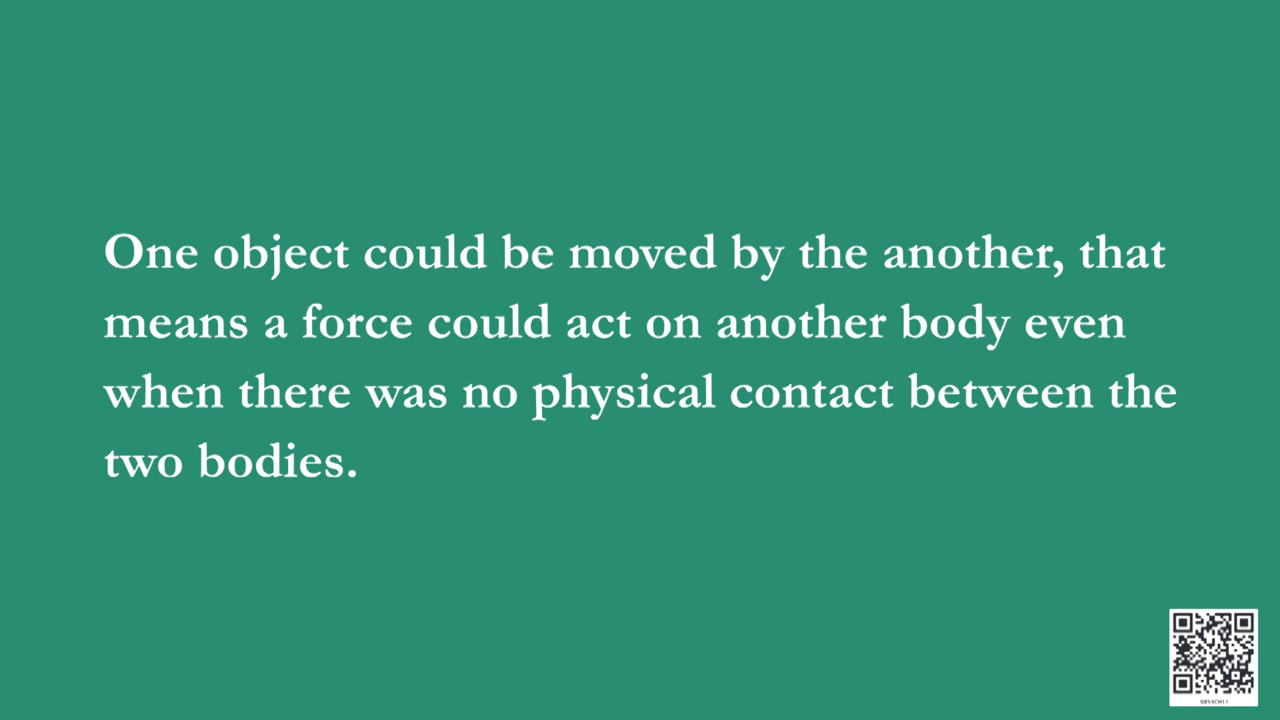 One object could be moved by the another, that
means a force could act on another body even
when there was no physical contact between the
two bodies.